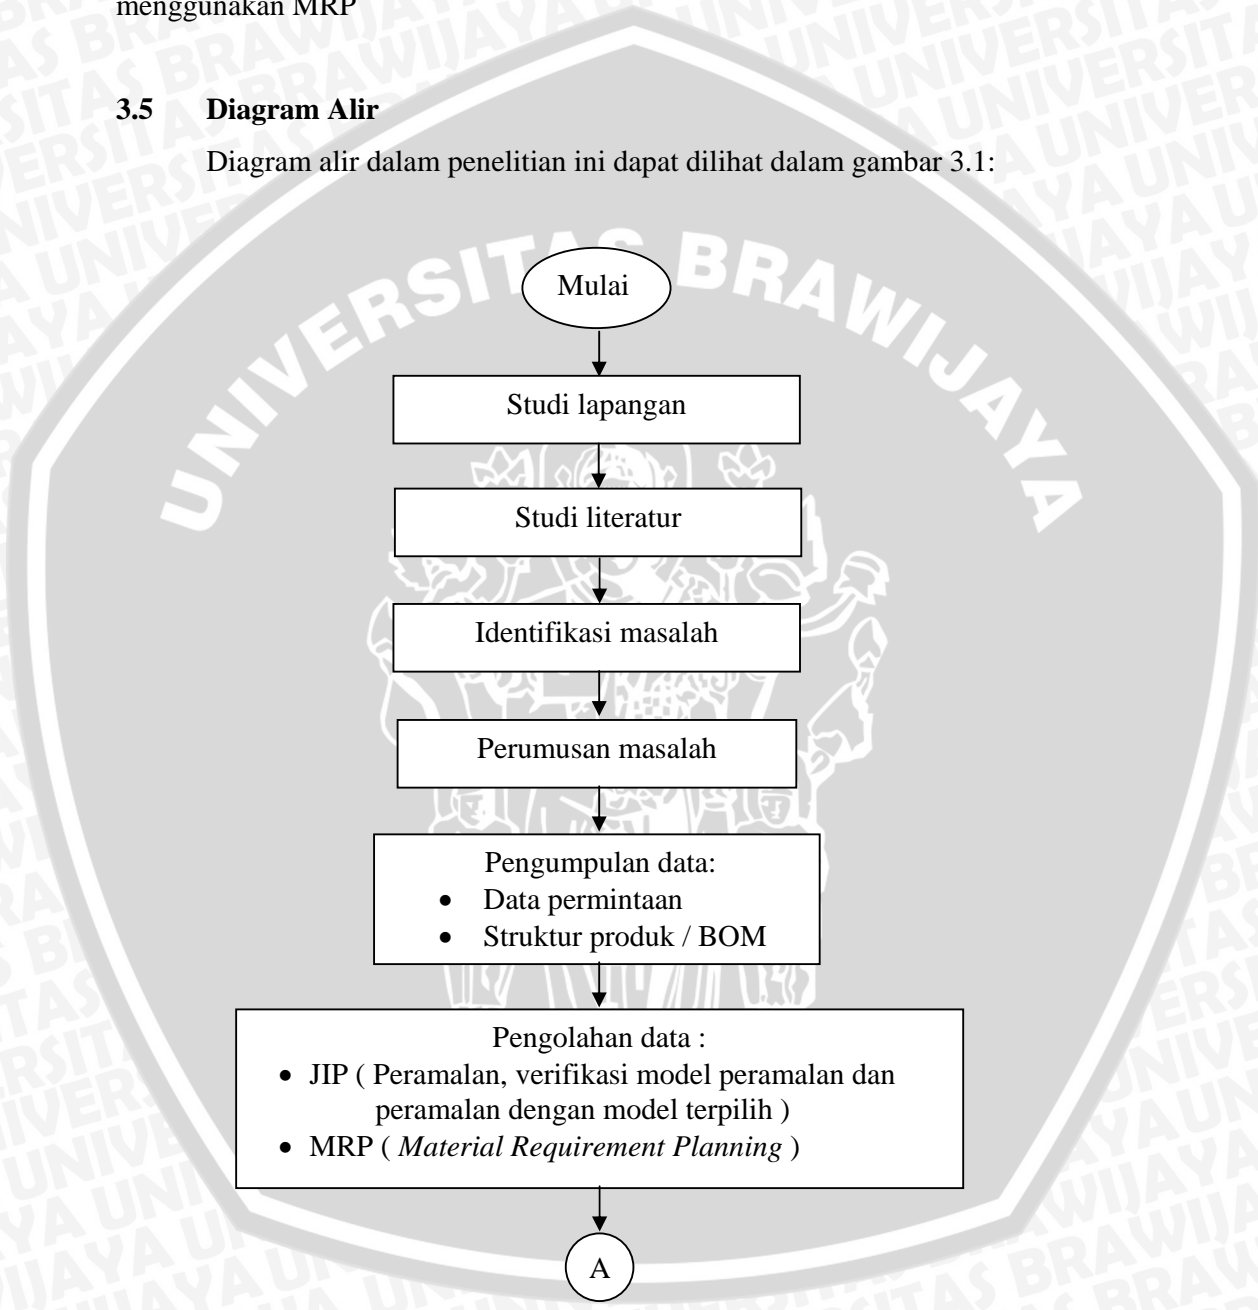 menggunakan MRP
3.5 Diagram Alir
Diagram alir dalam penelitian ini dapat dilihat dalam gambar 3.1:
UNIVERSITAS BRAWIJAYA
Mulai
Studi lapangan
Studi literatur
Identifikasi masalah
Perumusan masalah
Pengumpulan data:
• Data permintaan
• Struktur produk / BOM
Pengolahan data :
• JIP ( Peramalan, verifikasi model peramalan dan
peramalan dengan model terpilih )
• MRP ( Material Requirement Planning )
A